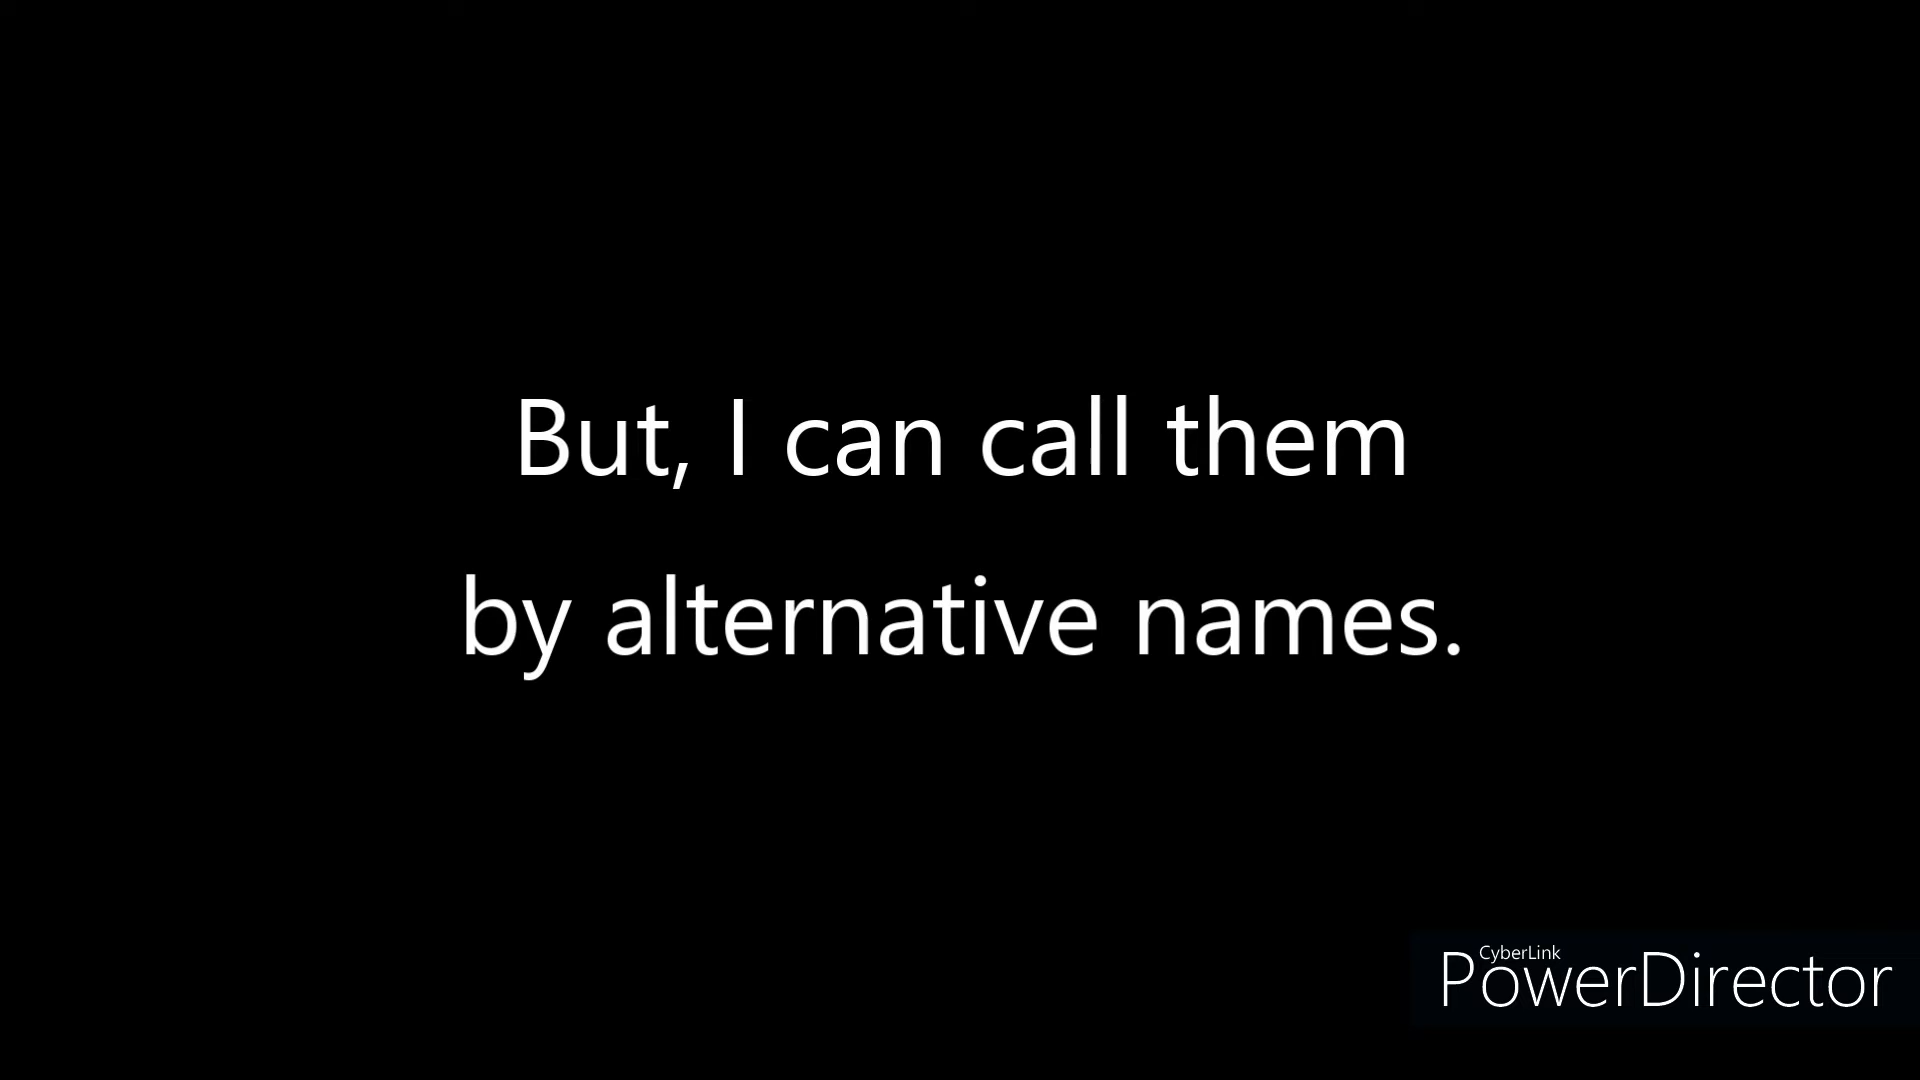 But, I can call them
by alternative names.
CyberLink
PowerDirector